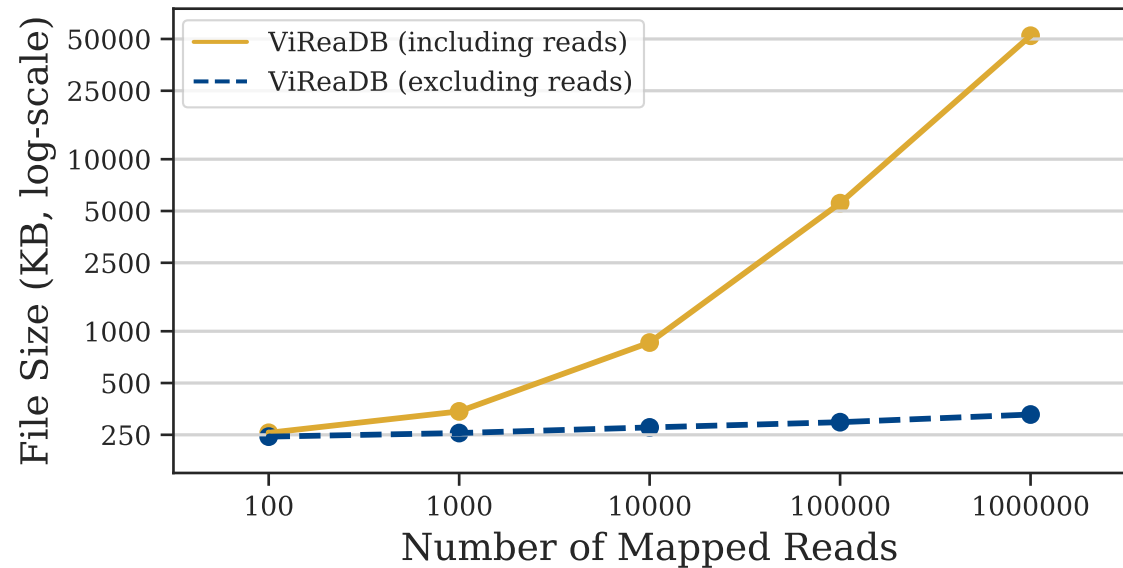 File Size (KB, log-scale)
50000
25000
10000
5000
2500
1000
500
250
ViReaDB (including reads)
ViReaDB (excluding reads)
100 1000 10000 100000 1000000
Number of Mapped Reads